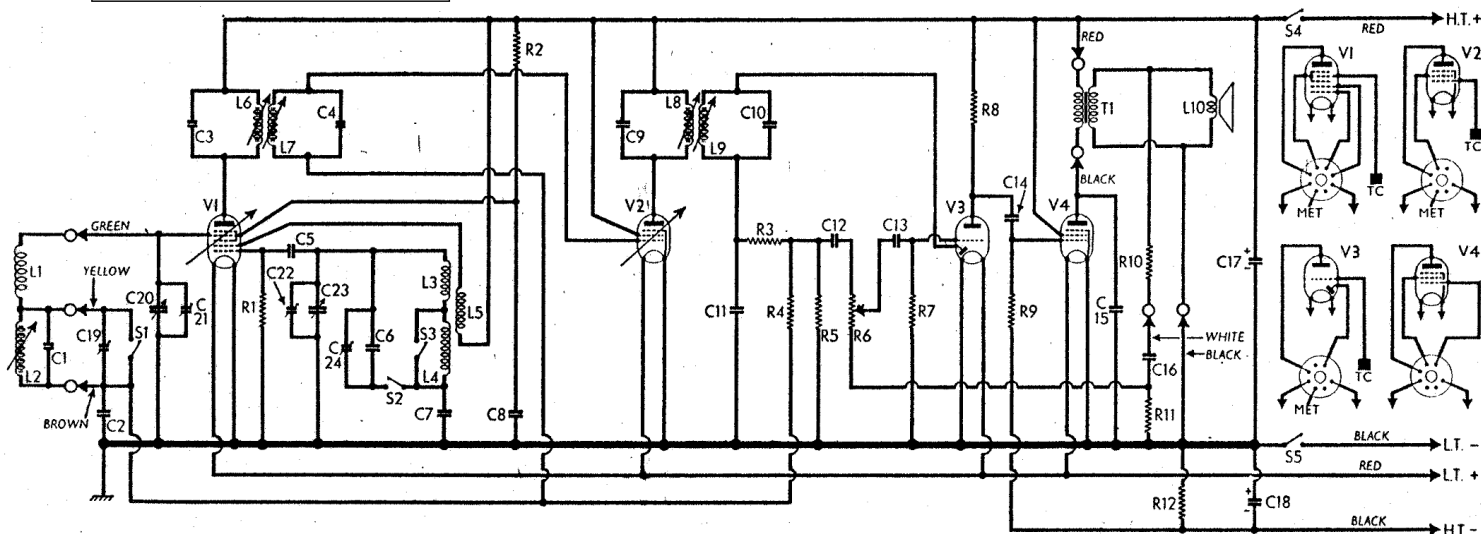 S4
RED
H.T.+
R2
RED
V1
V2
L6
C4
C3
L7
L8
C10
C9
L9
R8
T1
L10
TC
TC
MET
MET
BLACK
V1
GREEN
V2
C14
V3
V4
C5
R3
C12
C13
R10
C17
+
-
V3
V4
L1
YELLOW
C20
C
21
C22
C23
L3
L5
C19
S1
R1
C6
S3
C11
R4
R5
R6
R7
R9
C
15
WHITE
BLACK
C1
L2
C
24
L4
S2
C16
TC
BROWN
C2
C7
C8
R11
MET
BLACK
L.T. -
S5
RED
L.T. +
R12
+
-
C18
BLACK
H.T.-